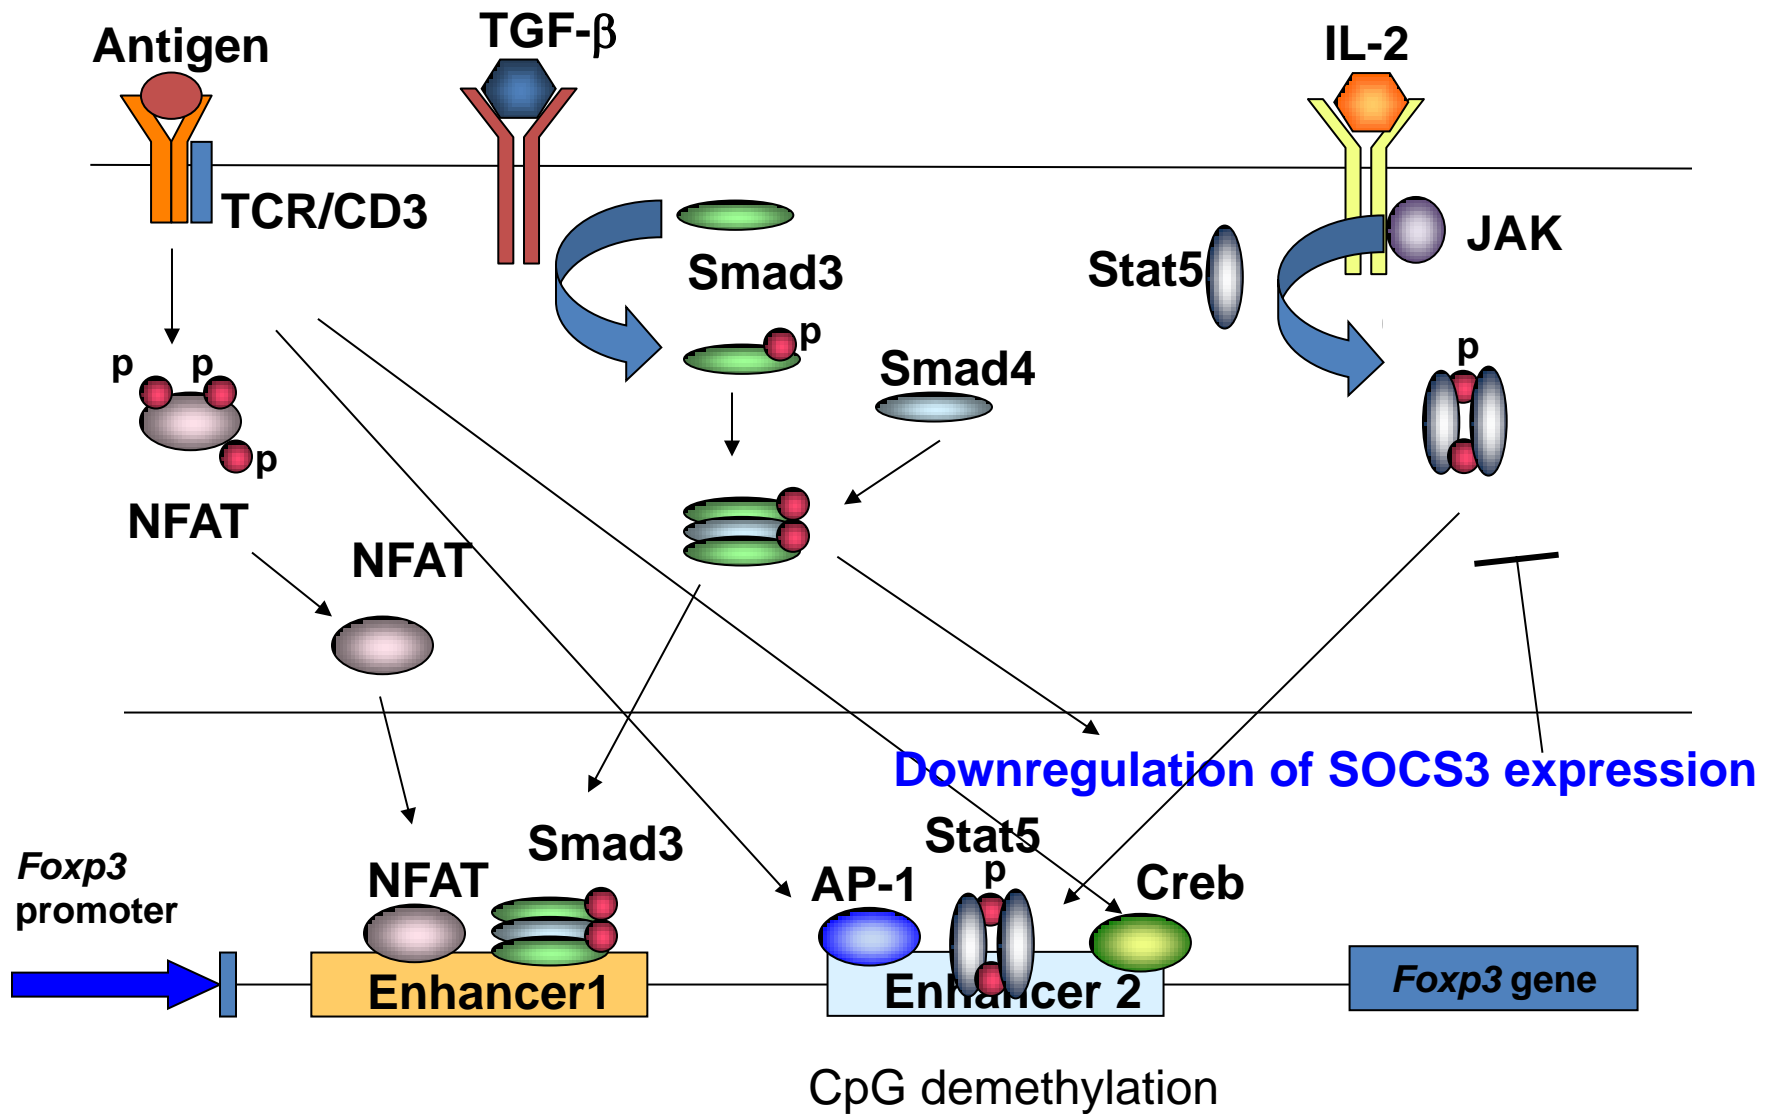 Antigen
TGF-β
IL-2
TCR/CD3
Smad3
Stat5
JAK
p
p
p
p
Smad4
p
NFAT
NFAT
Downregulation of SOCS3 expression
Foxp3
promoter
NFAT
Smad3
AP-1
Stat5
p
Creb
Enhancer1
Enhancer 2
Foxp3 gene
CpG demethylation